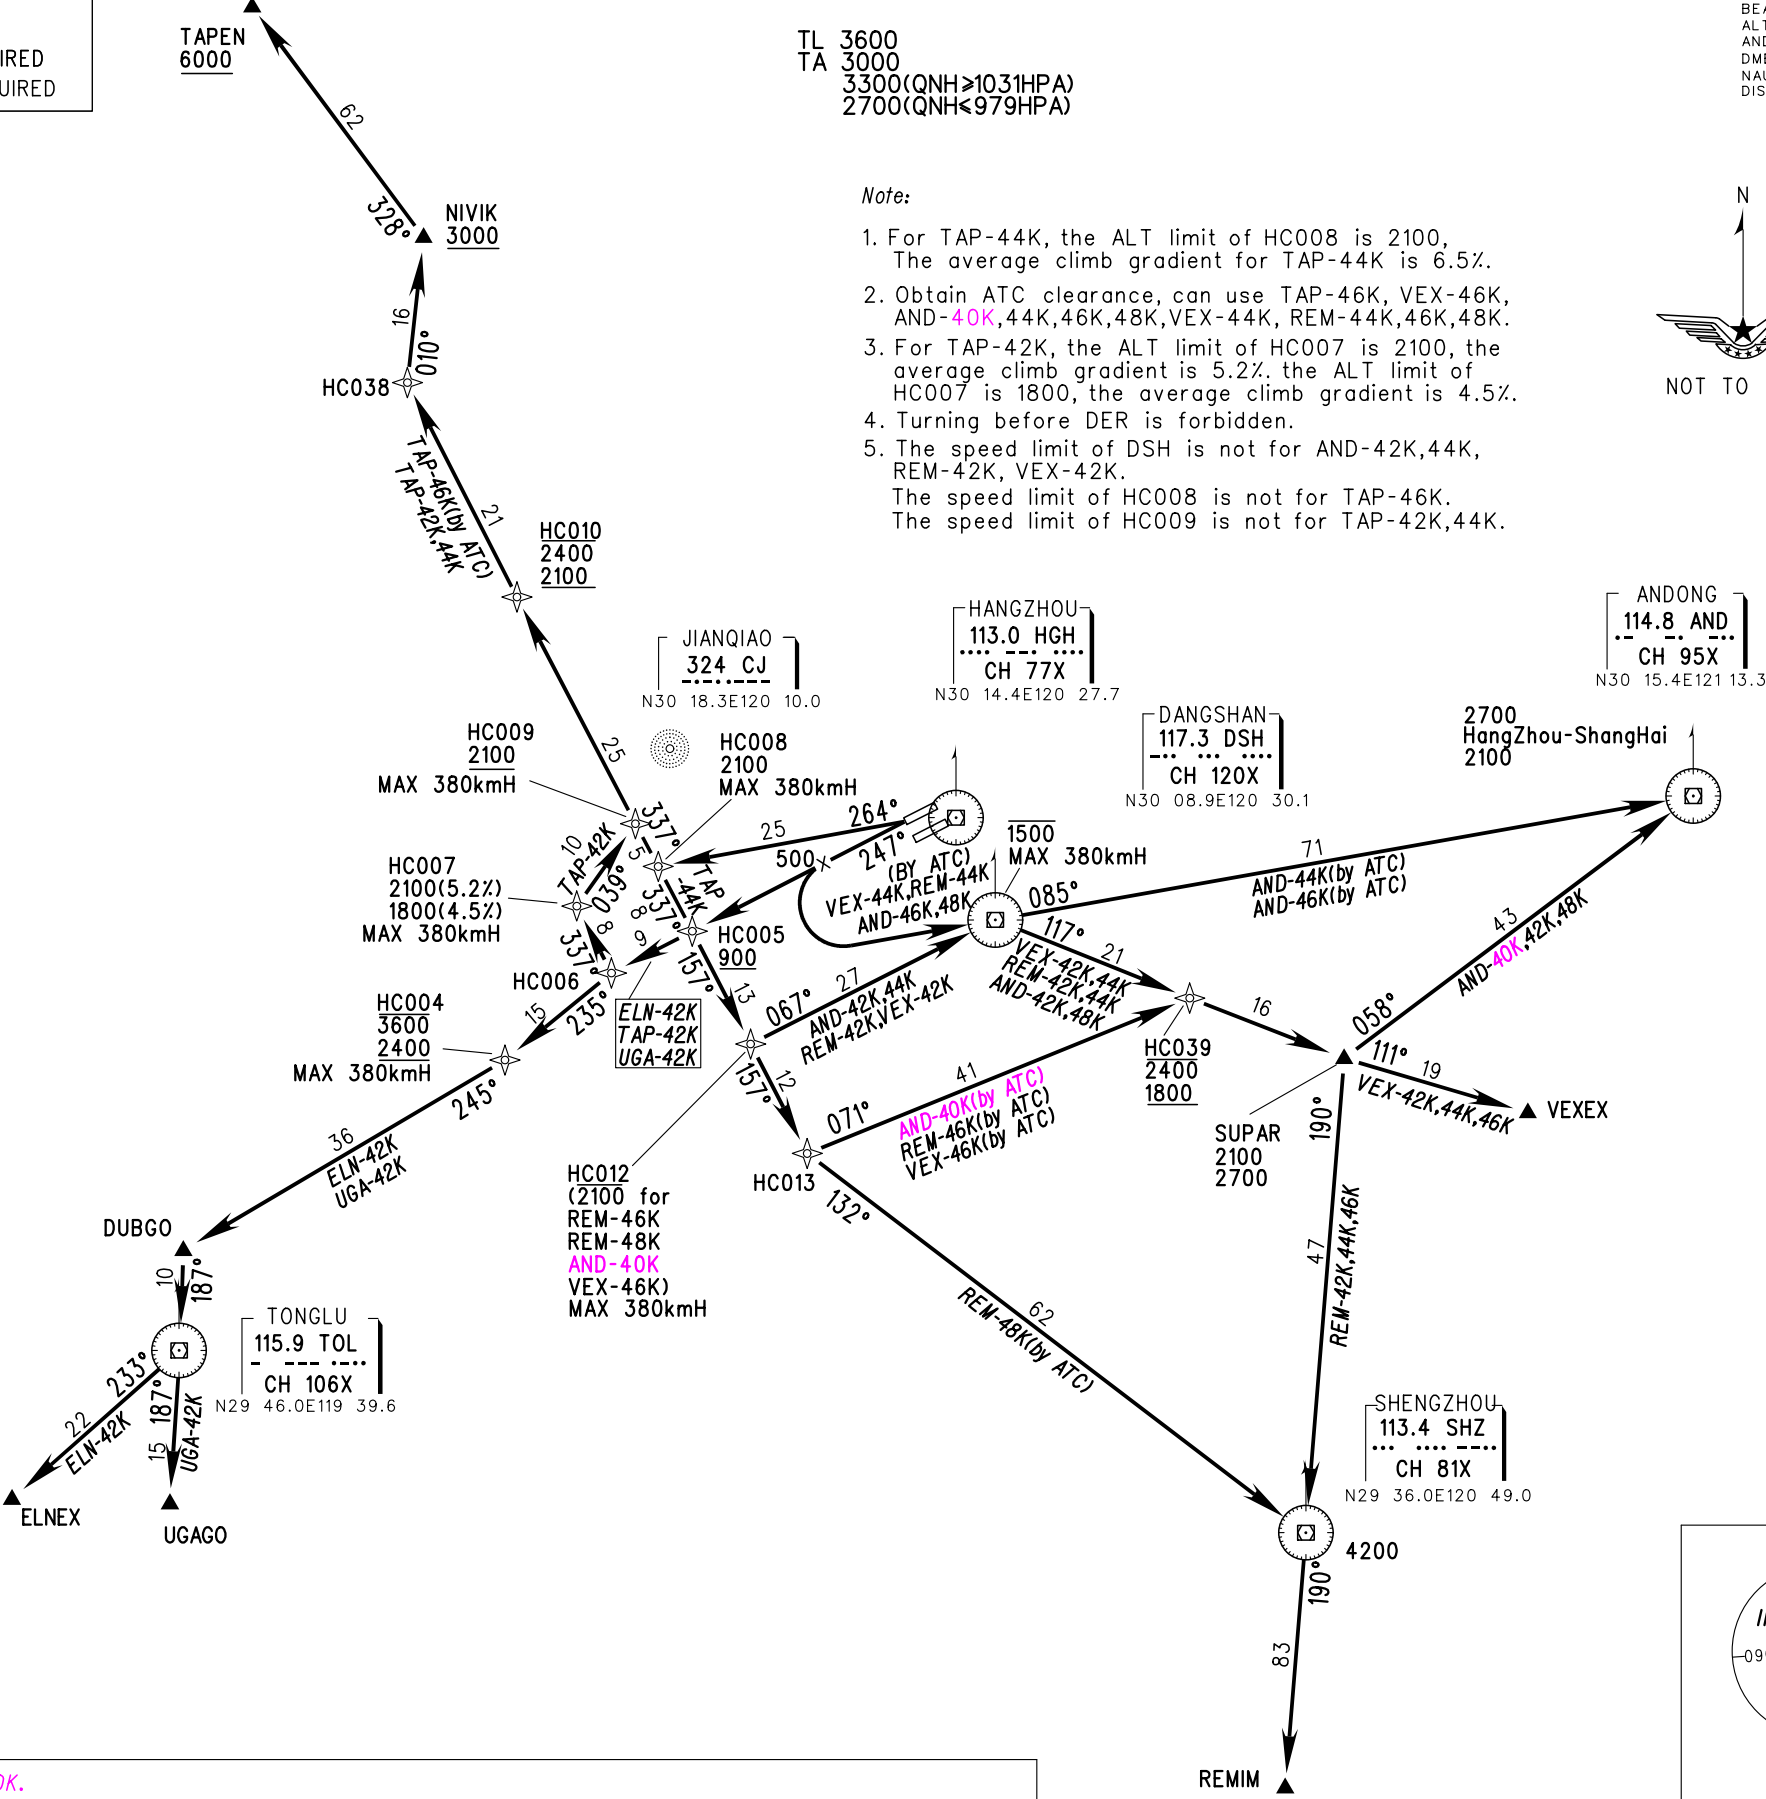 IRED
UIRED
TAPEN
6000
62
328°
NIVIK
3000
16
010°
HC038
TAP-46K(by ATC)
TAP-42K,44K
21
HC010
2400
2100
25
TL 3600
TA 3000
3300(QNH≥1031HPA)
2700(QNH≤979HPA)
BEA
ALT
AND
DME
NAU
DIS
Note:
1. For TAP-44K, the ALT limit of HC008 is 2100,
The average climb gradient for TAP-44K is 6.5%.
2. Obtain ATC clearance, can use TAP-46K, VEX-46K,
AND-40K,44K,46K,48K,VEX-44K, REM-44K,46K,48K.
3. For TAP-42K, the ALT limit of HC007 is 2100, the
average climb gradient is 5.2%. the ALT limit of
HC007 is 1800, the average climb gradient is 4.5%.
4. Turning before DER is forbidden.
5. The speed limit of DSH is not for AND-42K,44K,
REM-42K, VEX-42K.
The speed limit of HC008 is not for TAP-46K.
The speed limit of HC009 is not for TAP-42K,44K.
N
NOT TO
JIANQIAO
324 CJ
N30 18.3E120 10.0
HANGZHOU
113.0 HGH
CH 77X
N30 14.4E120 27.7
DANGSHAN
117.3 DSH
CH 120X
N30 08.9E120 30.1
ANDONG
114.8 AND
CH 95X
N30 15.4E121 13.3
2700
HangZhou-ShangHai
2100
HC009
2100
MAX 380kmH
HC008
2100
MAX 380kmH
HC007
2100(5.2%)
1800(4.5%)
MAX 380kmH
10
TAP-42K
039°
337°
5
TAP
-44K
337°
8
264°
25
247°
500
(BY ATC)
VEX-44K,REM-44K
AND-46K,48K
1500
MAX 380kmH
085°
71
AND-44K(by ATC)
AND-46K(by ATC)
HC005
900
9
8
337°
HC006
15
235°
ELN-42K
TAP-42K
UGA-42K
157°
13
HC004
3600
2400
MAX 380kmH
245°
36
ELN-42K
UGA-42K
067°
27
AND-42K,44K
REM-42K,VEX-42K
117°
21
VEX-42K,44K
REM-42K,44K
AND-42K,48K
16
HC039
2400
1800
43
AND-40K,42K,48K
058°
111°
19
VEX-42K,44K,46K
VEXEX
SUPAR
2100
2700
190°
157°
12
071°
41
AND-40K(by ATC)
REM-46K(by ATC)
VEX-46K(by ATC)
HC013
132°
HC012
(2100 for
REM-46K
REM-48K
AND-40K
VEX-46K)
MAX 380kmH
62
REM-48K(by ATC)
47
REM-42K,44K,46K
DUBGO
10
187°
TONGLU
115.9 TOL
CH 106X
N29 46.0E119 39.6
233°
22
ELN-42K
187°
15
UGA-42K
ELNEX
UGAGO
SHENGZHOU
113.4 SHZ
CH 81X
N29 36.0E120 49.0
4200
190°
83
REMIM
099
0K.